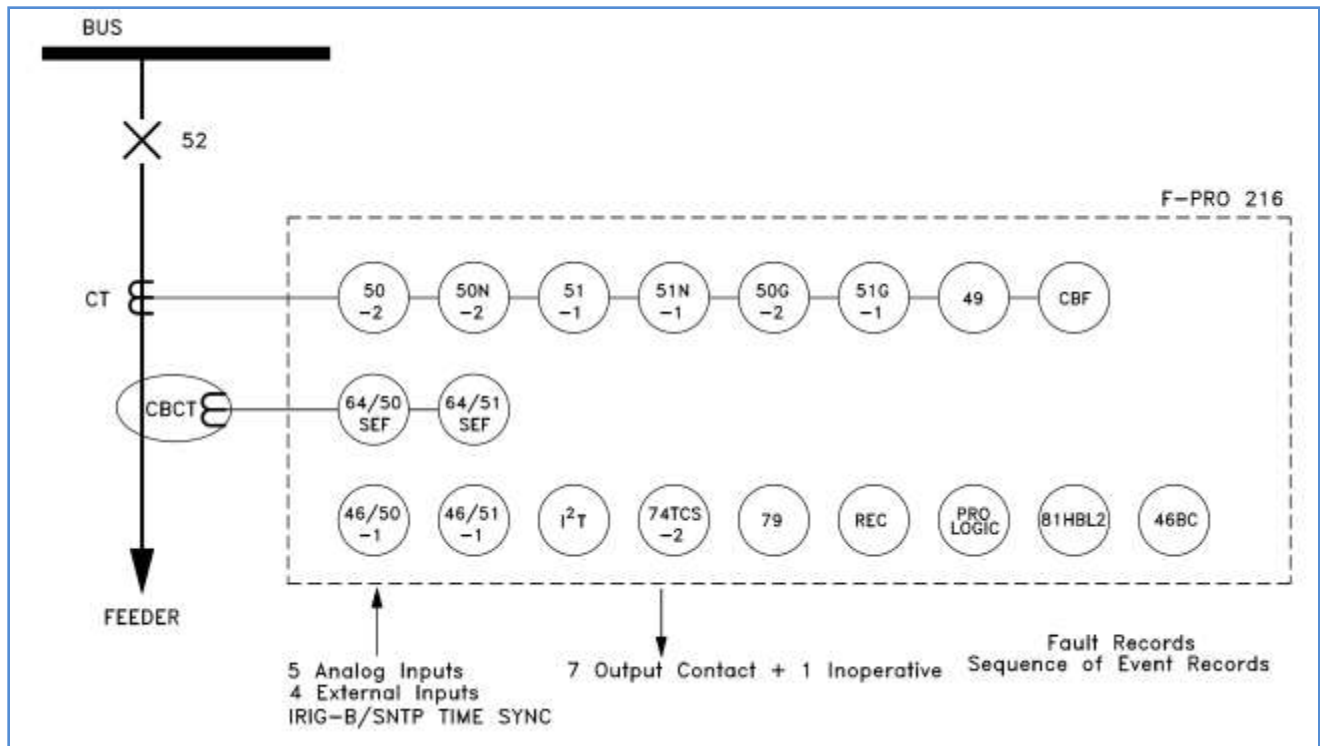 BUS
52
F-PRO 216
CT
50
-2
50N
-2
51
-1
51N
-1
50G
-2
51G
-1
49
CBF
CBCT
64/50
SEF
64/51
SEF
46/50
-1
46/51
-1
I²T
74TCS
-2
79
REC
PRO
LOGIC
81HBL2
46BC
FEEDER
5 Analog Inputs
4 External Inputs
IRIG-B/SNTP TIME SYNC
7 Output Contact + 1 Inoperative
Fault Records
Sequence of Event Records